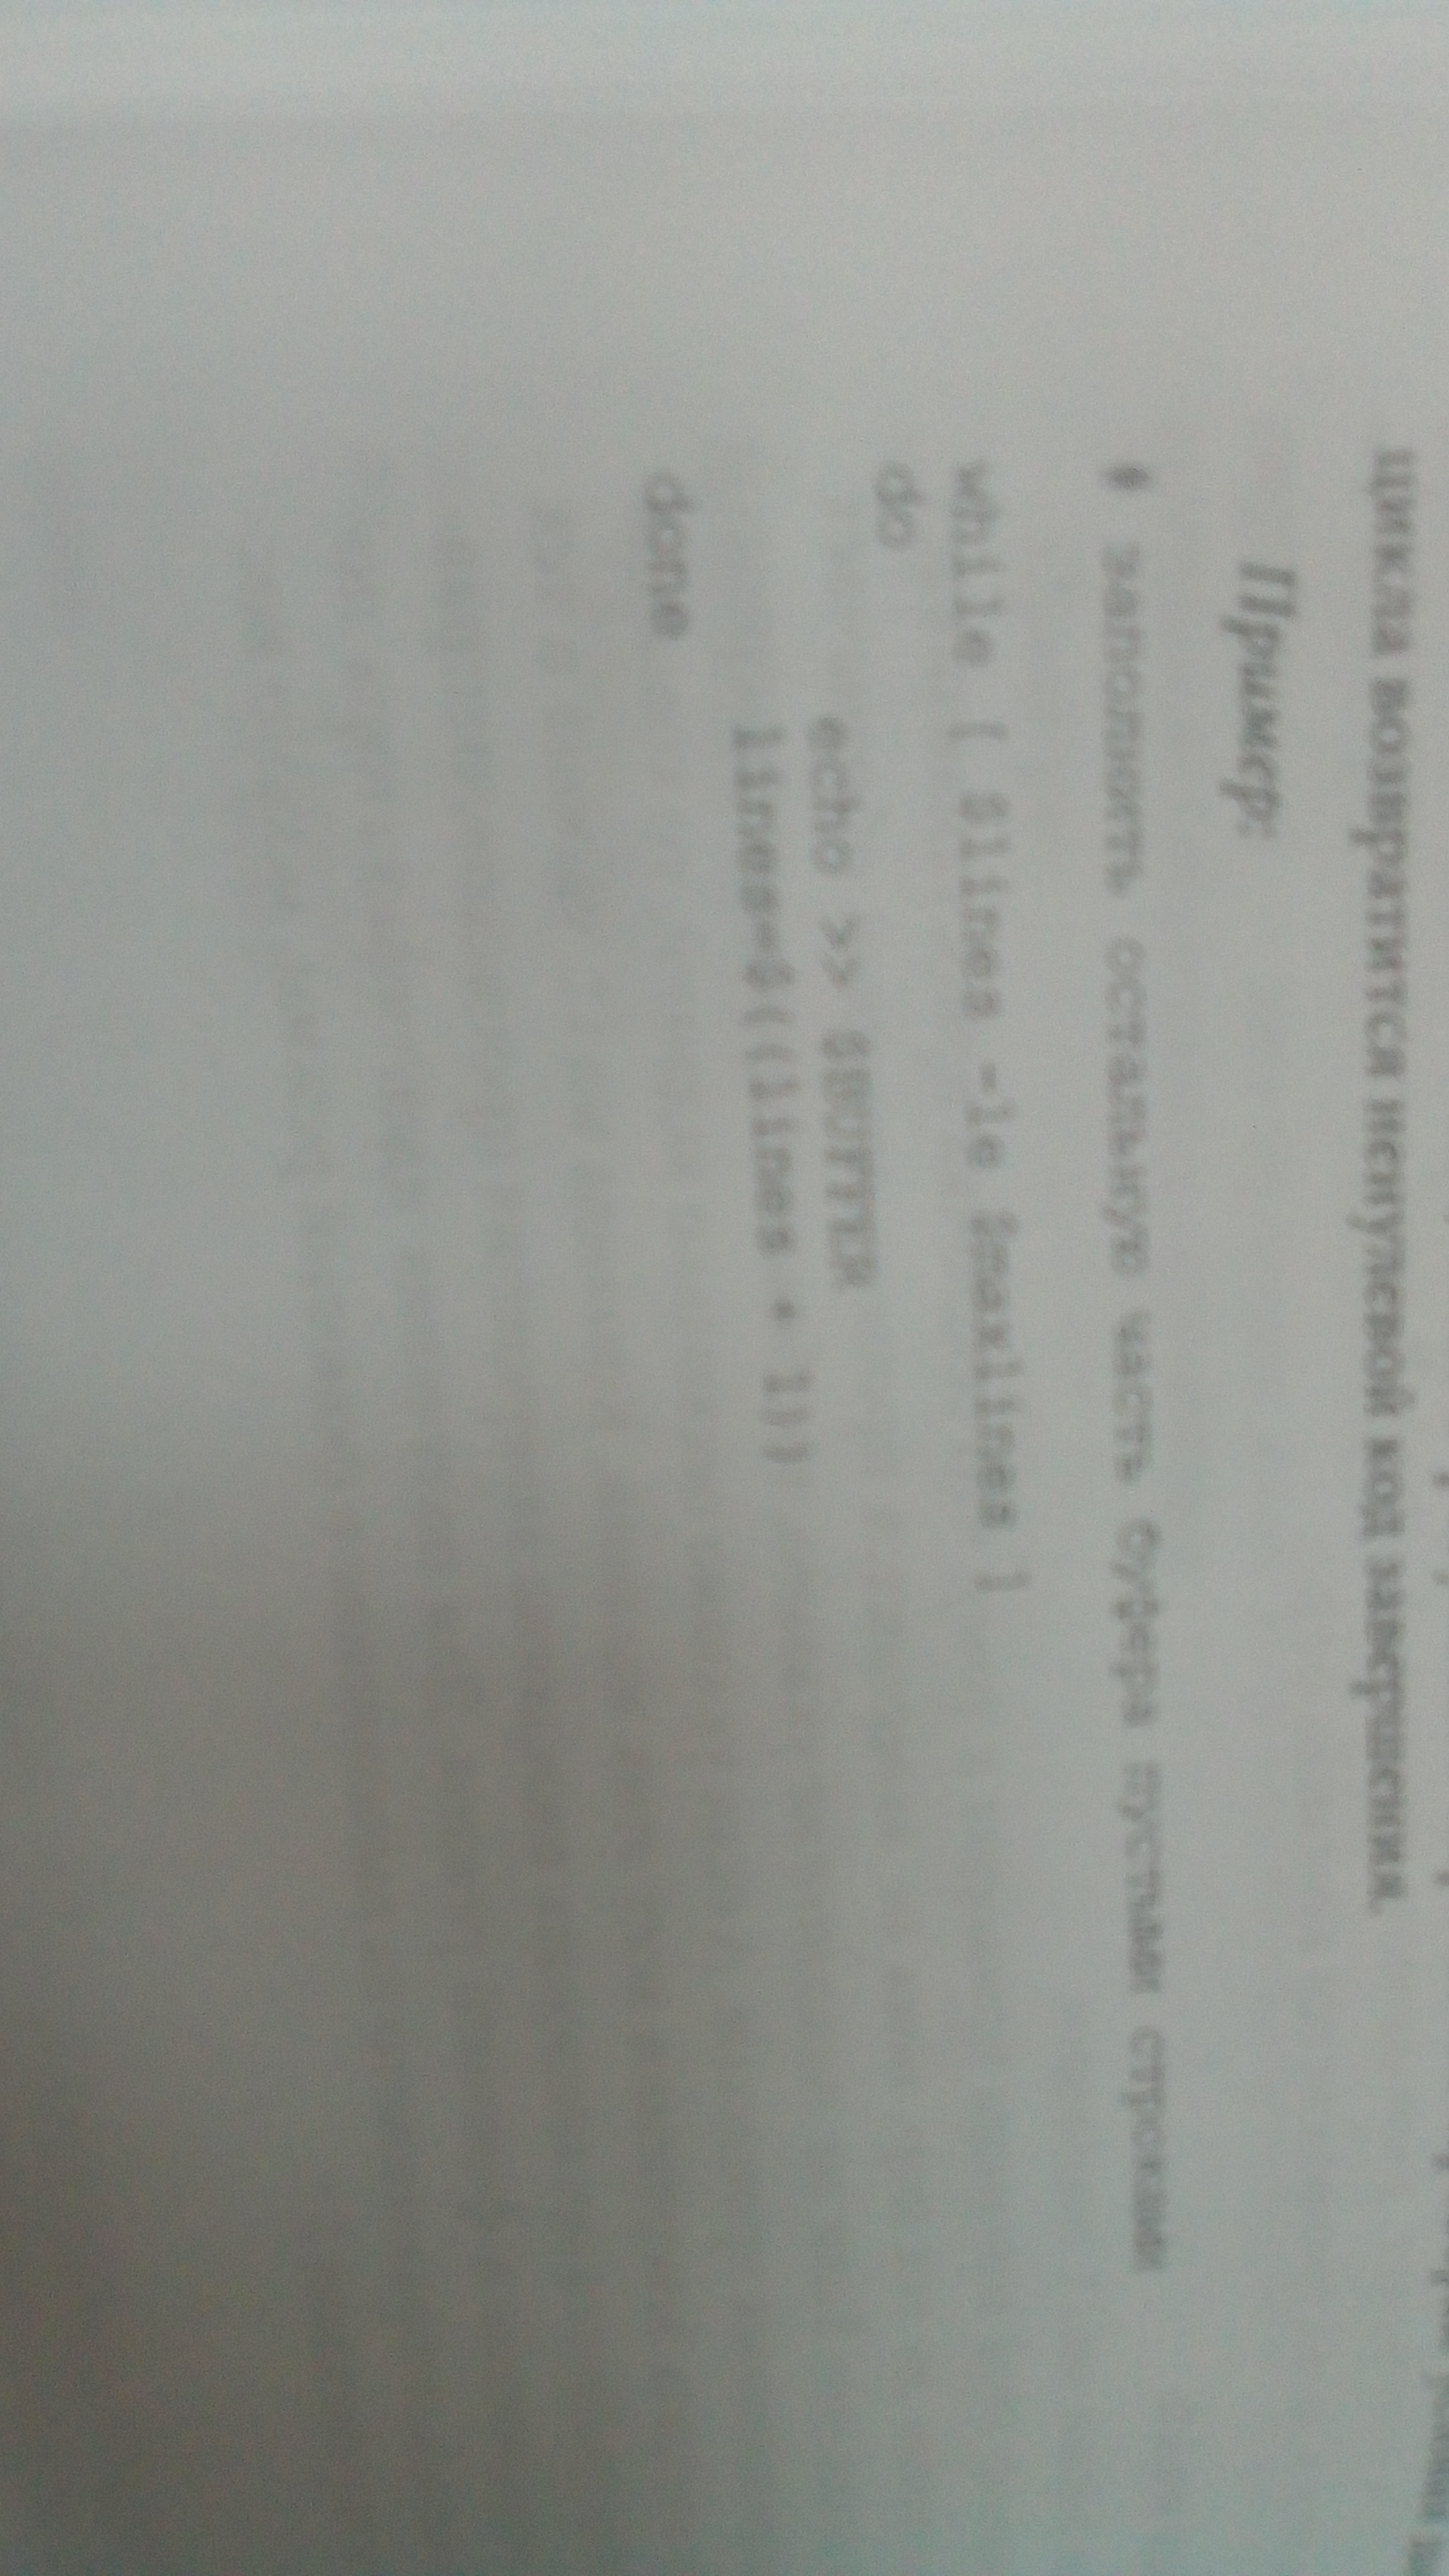 условия
цикла возвратится ненулевой код завершения.
Пример:
# заполнить остальную часть буфера пустыми строками
while [ $lines -le $maxlines ]
do
echo >> $BUFFER
lines=$((lines + 1))
done